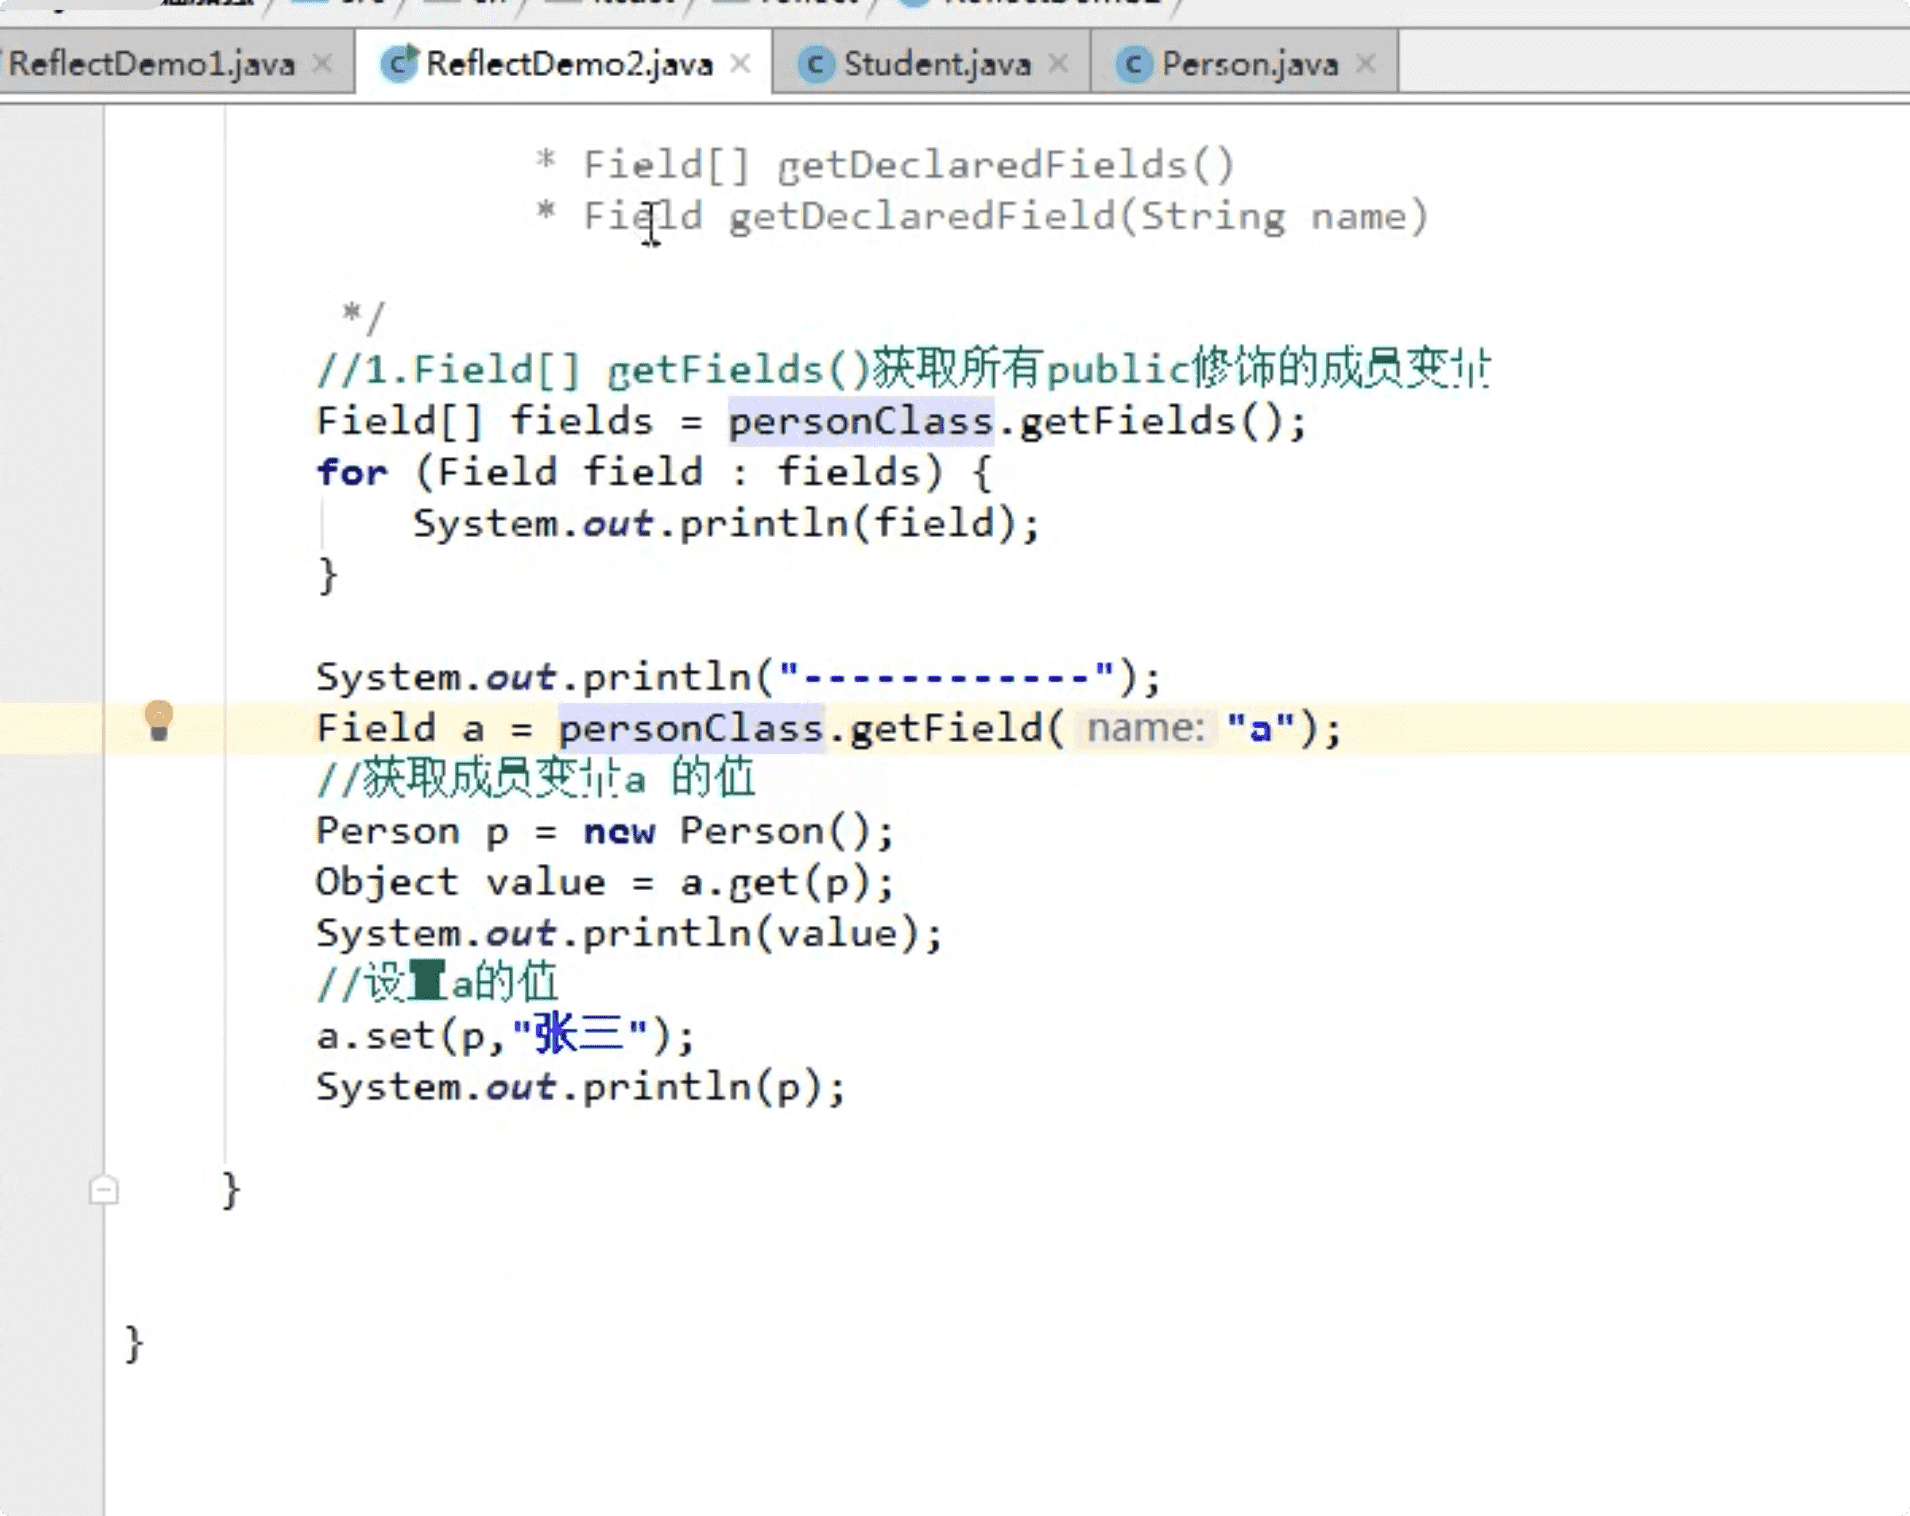 ReflectDemo1.java ReflectDemo2.java Student.java Person.java
* Field[] getDeclaredFields()
* Field getDeclaredField(String name)
*/
//1.Field[] getFields()获取所有public修饰的成员变量
Field[] fields = personClass.getFields();
for (Field field : fields) {
System.out.println(field);
}
System.out.println("------------");
Field a = personClass.getField( name: "a");
//获取成员变量a 的值
Person p = new Person();
Object value = a.get(p);
System.out.println(value);
//设置a的值
a.set(p,"张三");
System.out.println(p);
}
}